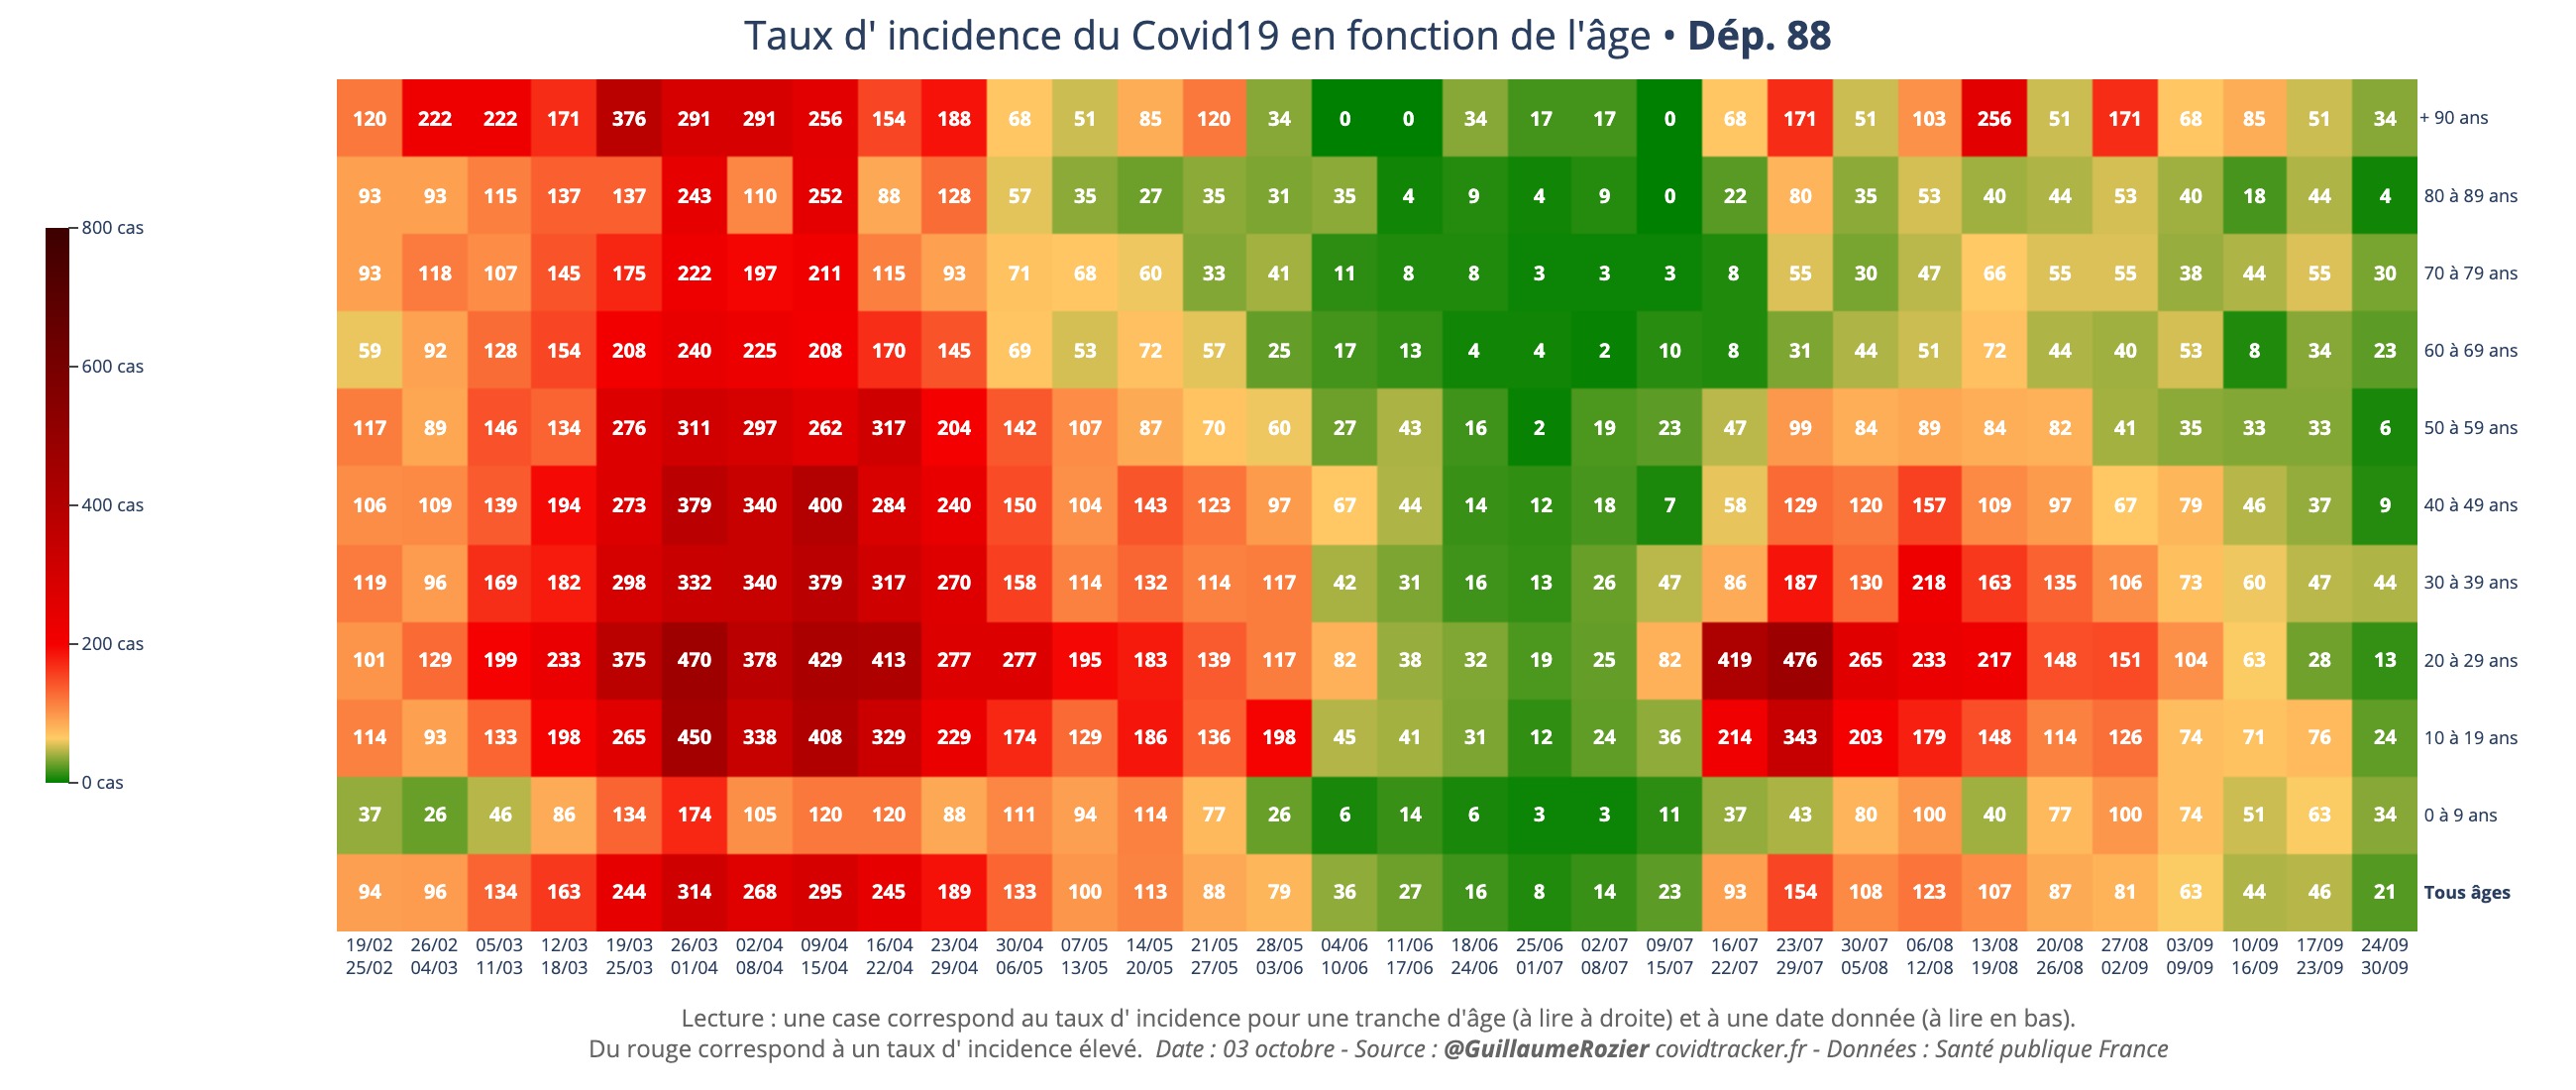 Taux d' incidence du Covid19 en fonction de l'âge • Dép. 88
800 cas
600 cas
400 cas
200 cas
0 cas
120 222 222 171 376 291 291 256 154 188 68 51 85 120 34 0 0 34 17 17 0 68 171 51 103 256 51 171 68 85 51 34 + 90 ans
93 93 115 137 137 243 110 252 88 128 57 35 27 35 31 35 4 9 4 9 0 22 80 35 53 40 44 53 40 18 44 4 80 à 89 ans
93 118 107 145 175 222 197 211 115 93 71 68 60 33 41 11 8 8 3 3 3 8 55 30 47 66 55 55 38 44 55 30 70 à 79 ans
59 92 128 154 208 240 225 208 170 145 69 53 72 57 25 17 13 4 4 2 10 8 31 44 51 72 44 40 53 8 34 23 60 à 69 ans
117 89 146 134 276 311 297 262 317 204 142 107 87 70 60 27 43 16 2 19 23 47 99 84 89 84 82 41 35 33 33 6 50 à 59 ans
106 109 139 194 273 379 340 400 284 240 150 104 143 123 97 67 44 14 12 18 7 58 129 120 157 109 97 67 79 46 37 9 40 à 49 ans
119 96 169 182 298 332 340 379 317 270 158 114 132 114 117 42 31 16 13 26 47 86 187 130 218 163 135 106 73 60 47 44 30 à 39 ans
101 129 199 233 375 470 378 429 413 277 277 195 183 139 117 82 38 32 19 25 82 419 476 265 233 217 148 151 104 63 28 13 20 à 29 ans
114 93 133 198 265 450 338 408 329 229 174 129 186 136 198 45 41 31 12 24 36 214 343 203 179 148 114 126 74 71 76 24 10 à 19 ans
37 26 46 86 134 174 105 120 120 88 111 94 114 77 26 6 14 6 3 3 11 37 43 80 100 40 77 100 74 51 63 34 0 à 9 ans
94 96 134 163 244 314 268 295 245 189 133 100 113 88 79 36 27 16 8 14 23 93 154 108 123 107 87 81 63 44 46 21 Tous âges
19/02 26/02 05/03 12/03 19/03 26/03 02/04 09/04 16/04 23/04 30/04 07/05 14/05 21/05 28/05 04/06 11/06 18/06 25/06 02/07 09/07 16/07 23/07 30/07 06/08 13/08 20/08 27/08 03/09 10/09 17/09 24/09
25/02 04/03 11/03 18/03 25/03 01/04 08/04 15/04 22/04 29/04 06/05 13/05 20/05 27/05 03/06 10/06 17/06 24/06 01/07 08/07 15/07 22/07 29/07 05/08 12/08 19/08 26/08 02/09 09/09 16/09 23/09 30/09
Lecture : une case correspond au taux d' incidence pour une tranche d'âge (à lire à droite) et à une date donnée (à lire en bas).
Du rouge correspond à un taux d' incidence élevé. Date : 03 octobre - Source : @GuillaumeRozier covidtracker.fr - Données : Santé publique France